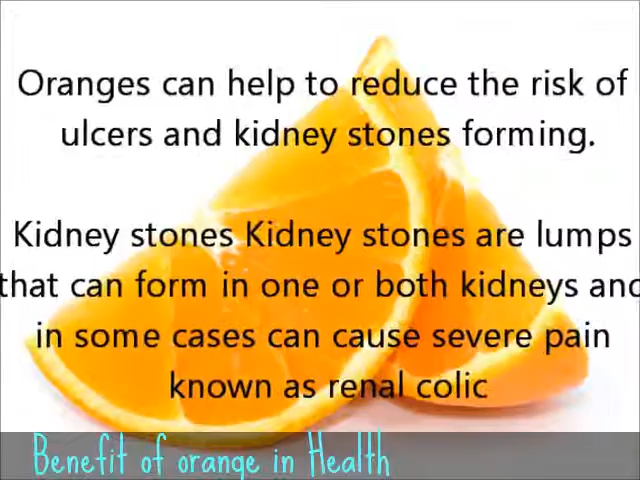 Oranges can help to reduce the risk of
ulcers and kidney stones forming.
Kidney stones Kidney stones are lumps
that can form in one or both kidneys and
in some cases can cause severe pain
known as renal colic
Benefit of orange in Health